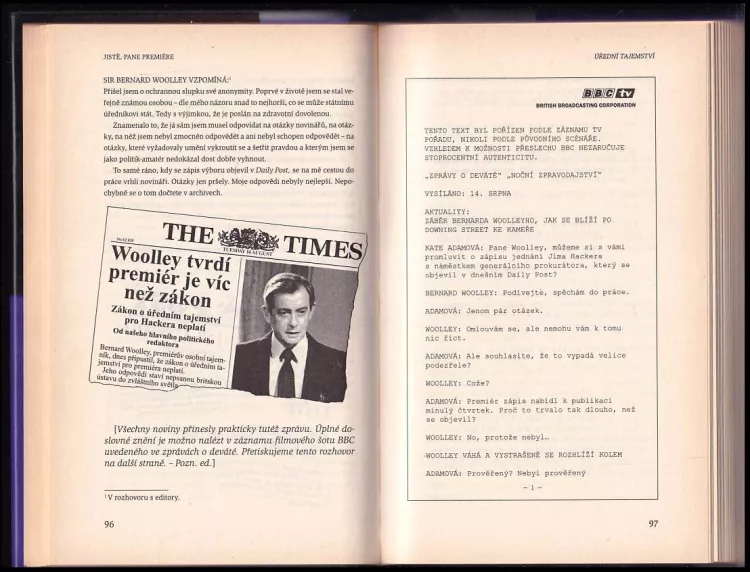 JISTĚ, PANE PREMIÉRE
SIR BERNARD WOOLLEY VZPOMÍNÁ:¹
Přišel jsem o ochrannou slupku své anonymity. Poprvé v životě jsem se stal ve-
řejně známou osobou – dle mého názoru snad to nejhorší, co se může státnímu
úředníkovi stát. Tedy s výjimkou, že je poslán na zdravotní dovolenou.
Znamenalo to, že já sám jsem musel odpovídat na otázky novinářů, na otáz-
ky, na něž jsem nebyl zmocněn odpovědět a ani nebyl schopen odpovědět – na
otázky, které vyžadovaly umění vykroutit se a šetřit pravdou a kterým jsem se
jako politik-amatér nedokázal dost dobře vyhnout.
To samé ráno, kdy se zápis výboru objevil v Daily Post, se na mě cestou do
práce vrhli novináři. Otázky jen pršely. Moje odpovědi nebyly nejlepší. Nepo-
chybně se o tom dočtete v archivech.
THE TIMES
TUESDAY 14 AUGUST
Woolley tvrdí
premiér je víc
než zákon
Zákon o úředním tajemství
pro Hackera neplatí
Od našeho hlavního politického
redaktora
Bernard Woolley, premiérův osobní tajem-
ník, dnes připustil, že zákon o úředním ta-
jemství pro premiéra neplatí.
Jeho odpovědi staví nepsanou britskou
ústavu do zvláštního světla
[Všechny noviny přinesly prakticky tutéž zprávu. Úplné do-
slovné znění je možno nalézt v záznamu filmového šotu BBC
uvedeného ve zprávách o deváté. Přetiskujeme tento rozhovor
na další straně. – Pozn. ed.]
¹ V rozhovoru s editory.
96
ÚŘEDNÍ TAJEMSTVÍ
BBC tv
BRITISH BROADCASTING CORPORATION
TENTO TEXT BYL POŘÍZEN PODLE ZÁZNAMU TV
POŘADU, NIKOLI PODLE PŮVODNÍHO SCÉNÁŘE.
VZHLEDEM K MOŽNOSTI PŘESLECHU BBC NEZARUČUJE
STOPROCENTNÍ AUTENTICITU.
„ZPRÁVY O DEVÁTÉ“ „NOČNÍ ZPRAVODAJSTVÍ“
VYSÍLÁNO: 14. SRPNA
AKTUALITY:
ZÁBĚR BERNARDA WOOLLEYHO, JAK SE BLÍŽÍ PO
DOWNING STREET KE KAMEŘE
KATE ADAMOVÁ: Pane Woolley, můžeme si s vámi
promluvit o zápisu jednání Jima Hackera
s náměstkem generálního prokurátora, který se
objevil v dnešním Daily Post?
BERNARD WOOLLEY: Podívejte, spěchám do práce.
ADAMOVÁ: Jenom pár otázek.
WOOLLEY: Omlouvám se, ale nemohu vám k tomu
nic říct.
ADAMOVÁ: Ale souhlasíte, že to vypadá velice
podezřele?
WOOLLEY: Cože?
ADAMOVÁ: Premiér zápis nabídl k publikaci
minulý čtvrtek. Proč to trvalo tak dlouho, než
se objevil?
WOOLLEY: No, protože nebyl…
WOOLLEY VÁHÁ A VYSTRAŠENĚ SE ROZHLÍŽÍ KOLEM
ADAMOVÁ: Prověřený? Nebyl prověřený
– 1 –
97